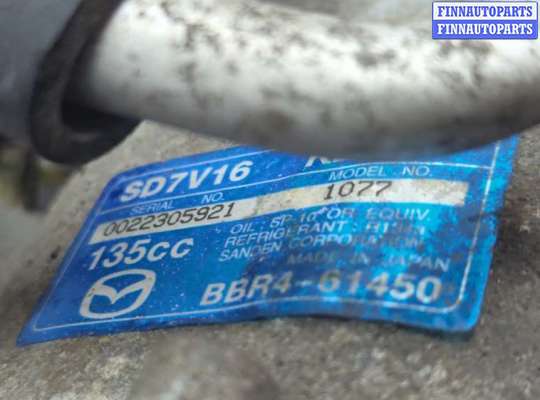 FINNAUTOPARTS
FINNAUTOPARTS
SD7V16
SERIAL NO. MODEL NO.
0022305921 1077
135cc
OIL: SP-10 OR EQUIV.
REFRIGERANT:
SANDEN CORPORATION
MADE IN JAPAN
BBR4-61450